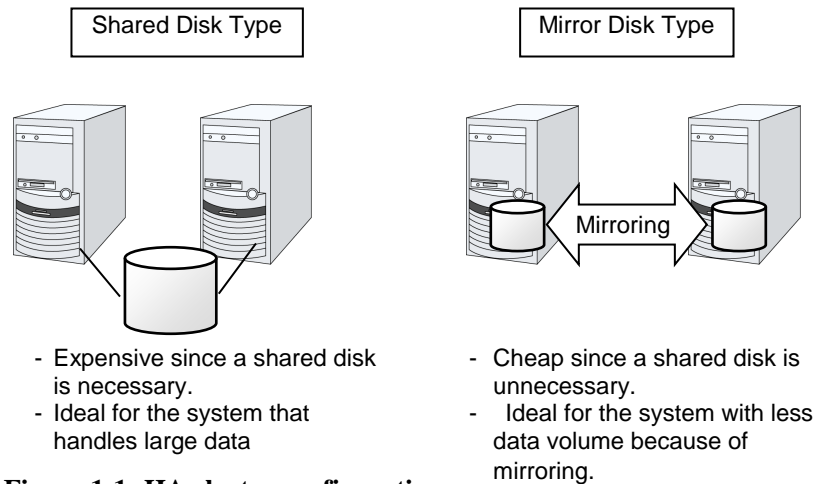 Shared Disk Type
- Expensive since a shared disk
is necessary.
- Ideal for the system that
handles large data
Mirror Disk Type
Mirroring
- Cheap since a shared disk is
unnecessary.
- Ideal for the system with less
data volume because of
mirroring.
Figure 1-1: HA cluster